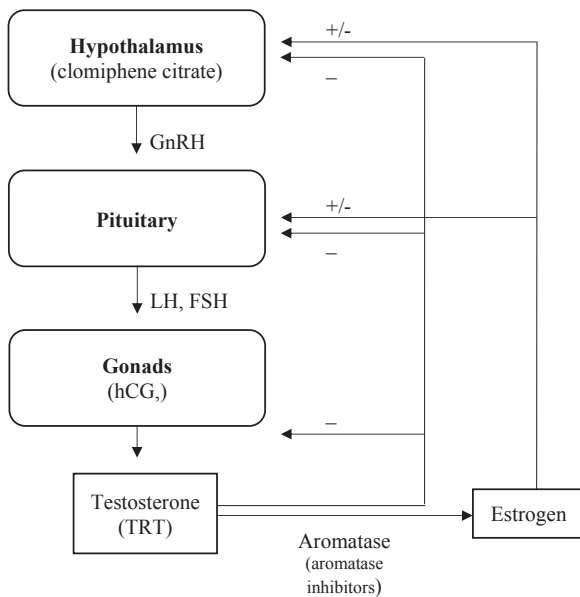 Hypothalamus
(clomiphene citrate)
+/-
–
GnRH
Pituitary
+/-
–
LH, FSH
Gonads
(hCG,)
–
Testosterone
(TRT)
Estrogen
Aromatase
(aromatase
inhibitors)